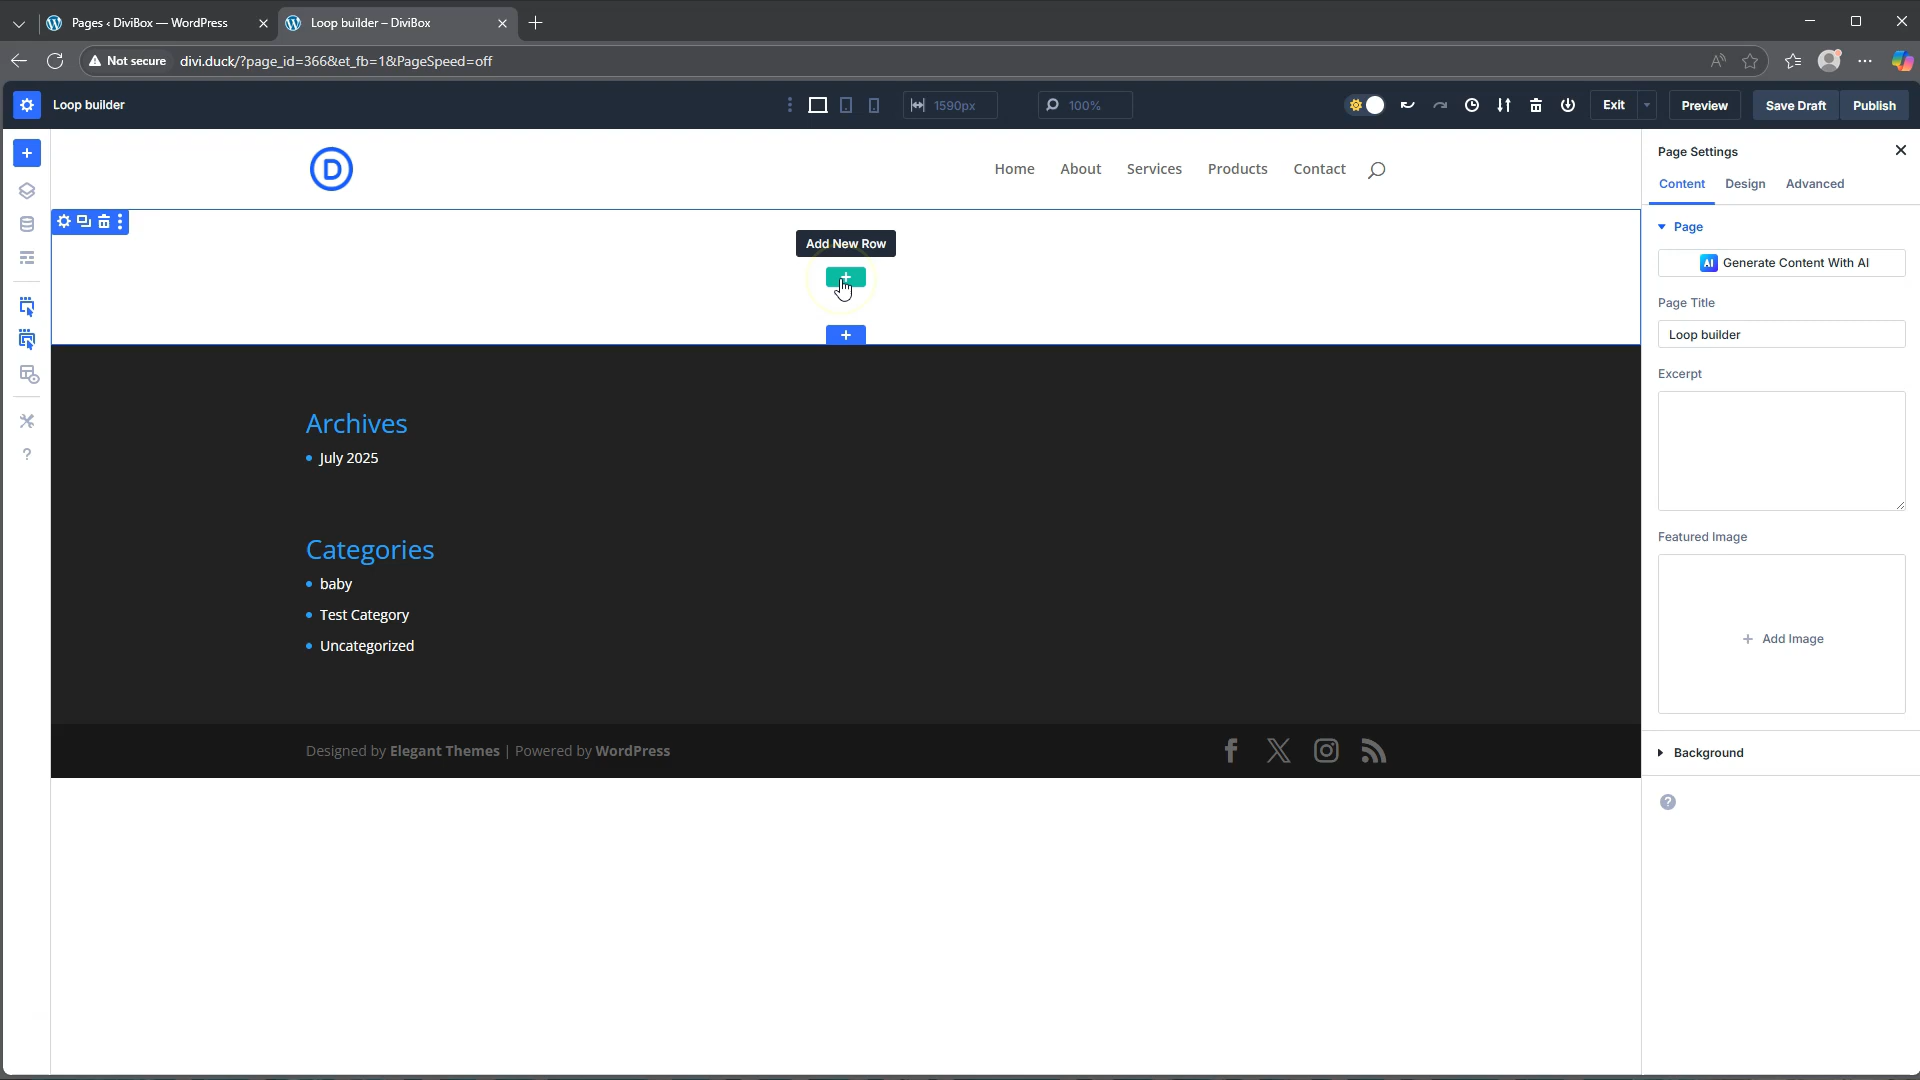 Pages ‹ DiviBox — WordPress
Loop builder – DiviBox
Not secure
divi.duck/?page_id=366&et_fb=1&PageSpeed=off
Loop builder
1590px
100%
Exit
Preview
Save Draft
Publish
D
Home
About
Services
Products
Contact
Add New Row
Archives
July 2025
Categories
baby
Test Category
Uncategorized
Designed by Elegant Themes | Powered by WordPress
Page Settings
Content
Design
Advanced
Page
AI Generate Content With AI
Page Title
Loop builder
Excerpt
Featured Image
Add Image
Background